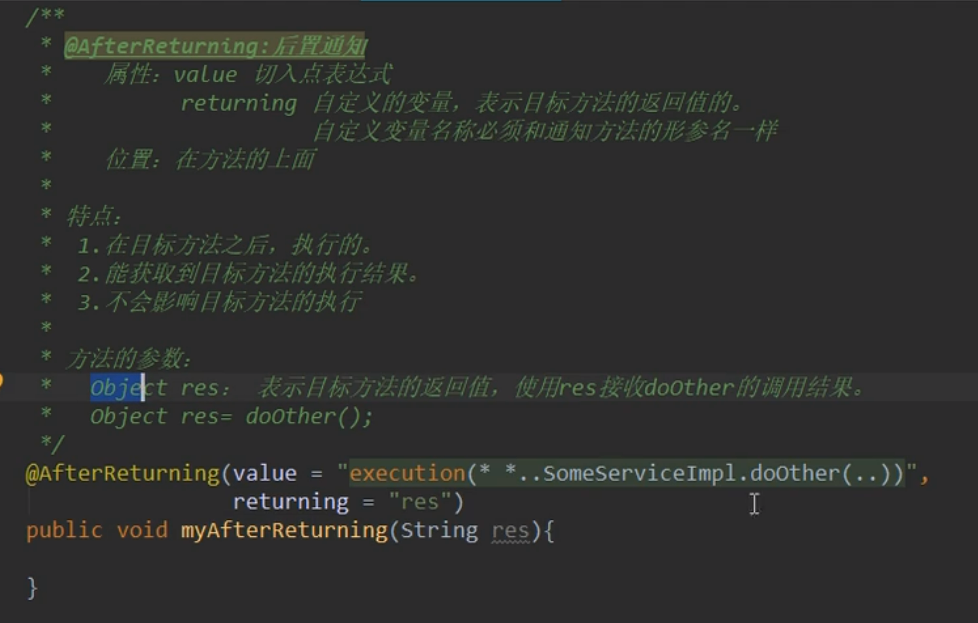 /**
* @AfterReturning:后置通知
* 属性：value 切入点表达式
* returning 自定义的变量，表示目标方法的返回值的。
* 自定义变量名称必须和通知方法的形参名一样
* 位置：在方法的上面
*
* 特点：
* 1.在目标方法之后，执行的。
* 2.能获取到目标方法的执行结果。
* 3.不会影响目标方法的执行
*
* 方法的参数：
* Object res： 表示目标方法的返回值，使用res接收doOther的调用结果。
* Object res= doOther();
*/
@AfterReturning(value = "execution(* *..SomeServiceImpl.doOther(..))",
returning = "res")
public void myAfterReturning(String res){
}